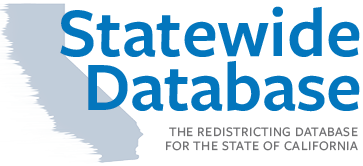 Statewide
Database
THE REDISTRICTING DATABASE
FOR THE STATE OF CALIFORNIA